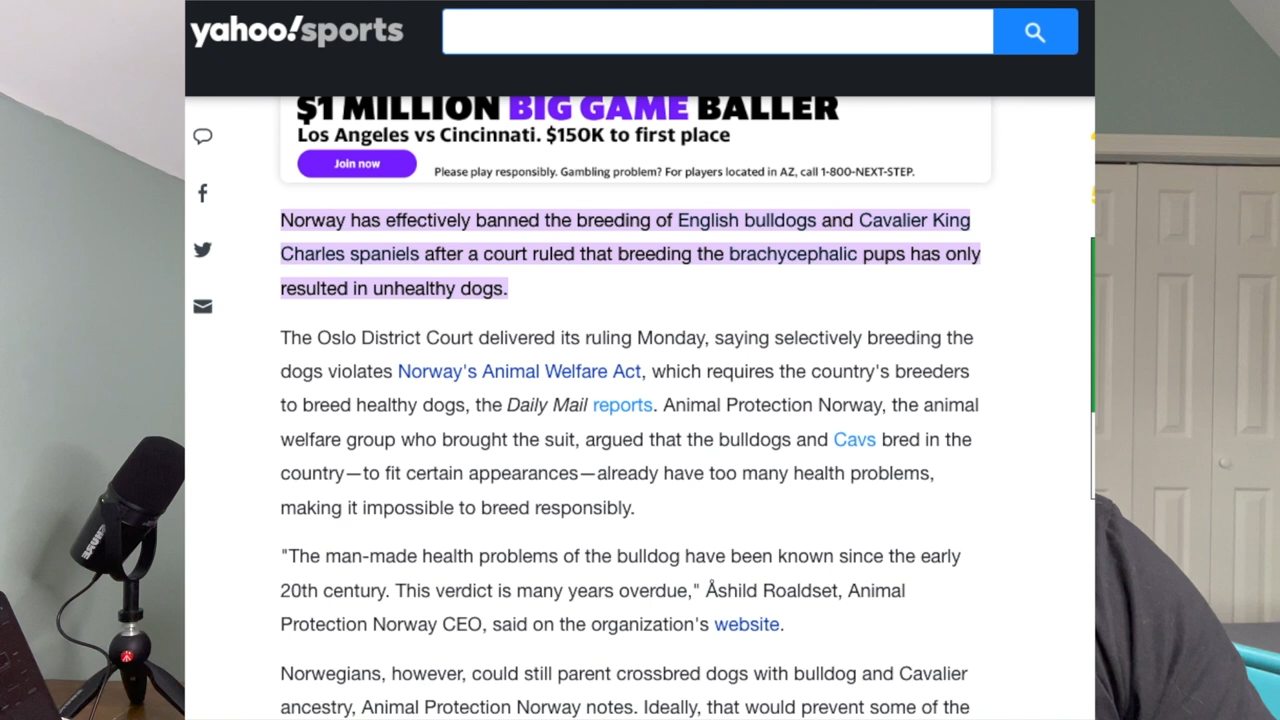 yahoo!sports
$1 MILLION BIG GAME BALLER
Los Angeles vs Cincinnati. $150K to first place
Join now
Please play responsibly. Gambling problem? For players located in AZ, call 1-800-NEXT-STEP.
Norway has effectively banned the breeding of English bulldogs and Cavalier King
Charles spaniels after a court ruled that breeding the brachycephalic pups has only
resulted in unhealthy dogs.
The Oslo District Court delivered its ruling Monday, saying selectively breeding the
dogs violates Norway's Animal Welfare Act, which requires the country's breeders
to breed healthy dogs, the Daily Mail reports. Animal Protection Norway, the animal
welfare group who brought the suit, argued that the bulldogs and Cavs bred in the
country—to fit certain appearances—already have too many health problems,
making it impossible to breed responsibly.
"The man-made health problems of the bulldog have been known since the early
20th century. This verdict is many years overdue," Åshild Roaldset, Animal
Protection Norway CEO, said on the organization's website.
Norwegians, however, could still parent crossbred dogs with bulldog and Cavalier
ancestry, Animal Protection Norway notes. Ideally, that would prevent some of the
SHURE